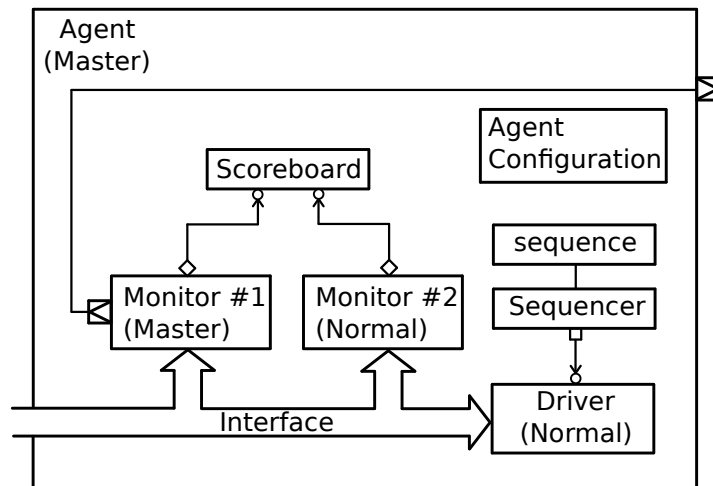 Agent
(Master)
Agent
Configuration
Scoreboard
sequence
Monitor #1
(Master)
Monitor #2
(Normal)
Sequencer
Driver
(Normal)
Interface